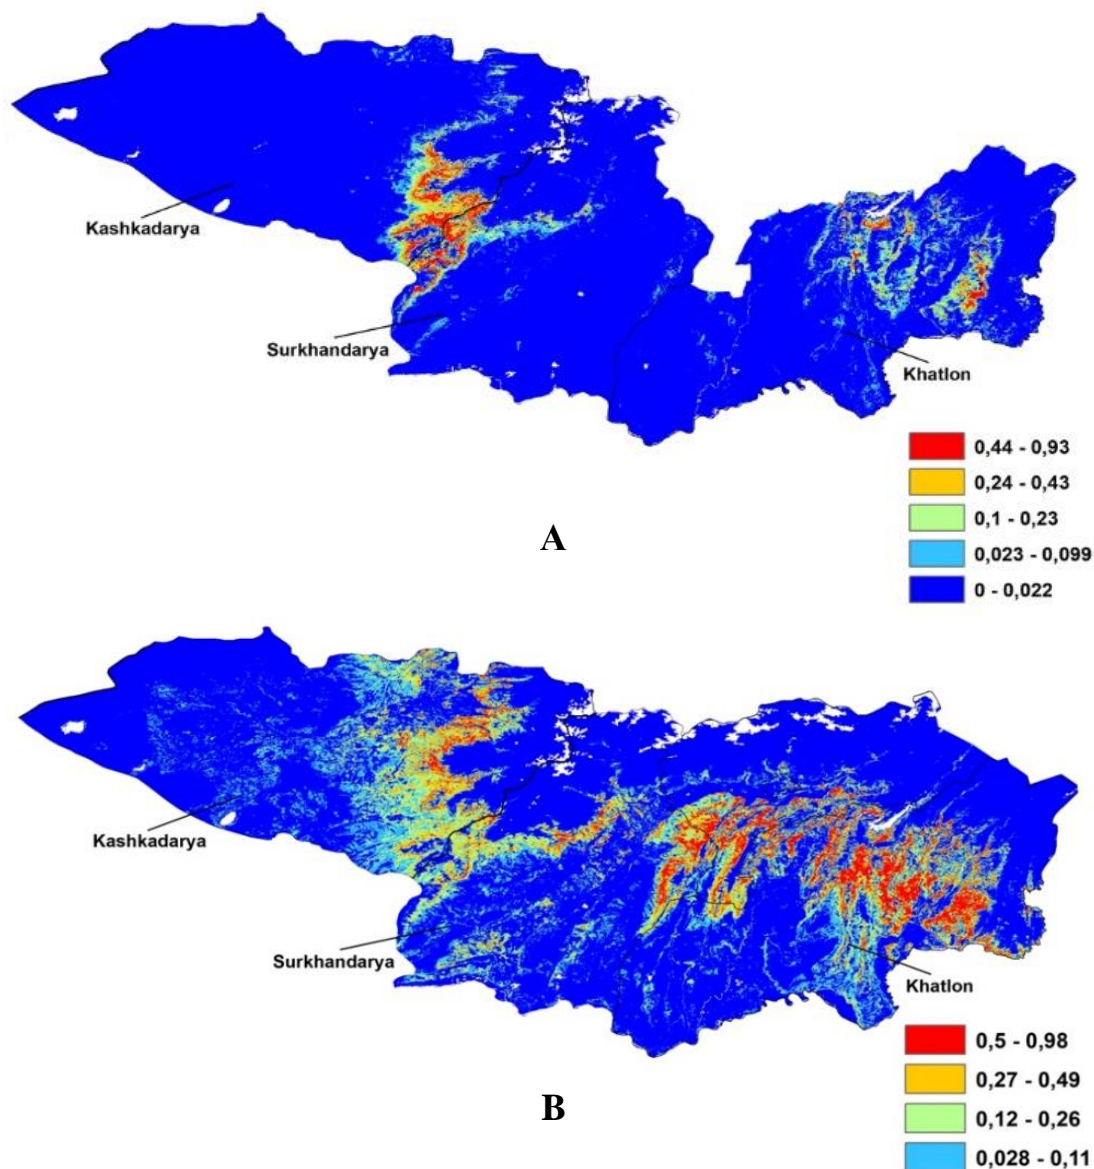 Kashkadarya
Surkhandarya
Khatlon
0,44 - 0,93
0,24 - 0,43
0,1 - 0,23
0,023 - 0,099
0 - 0,022
A
Kashkadarya
Surkhandarya
Khatlon
0,5 - 0,98
0,27 - 0,49
0,12 - 0,26
0,028 - 0,11
B